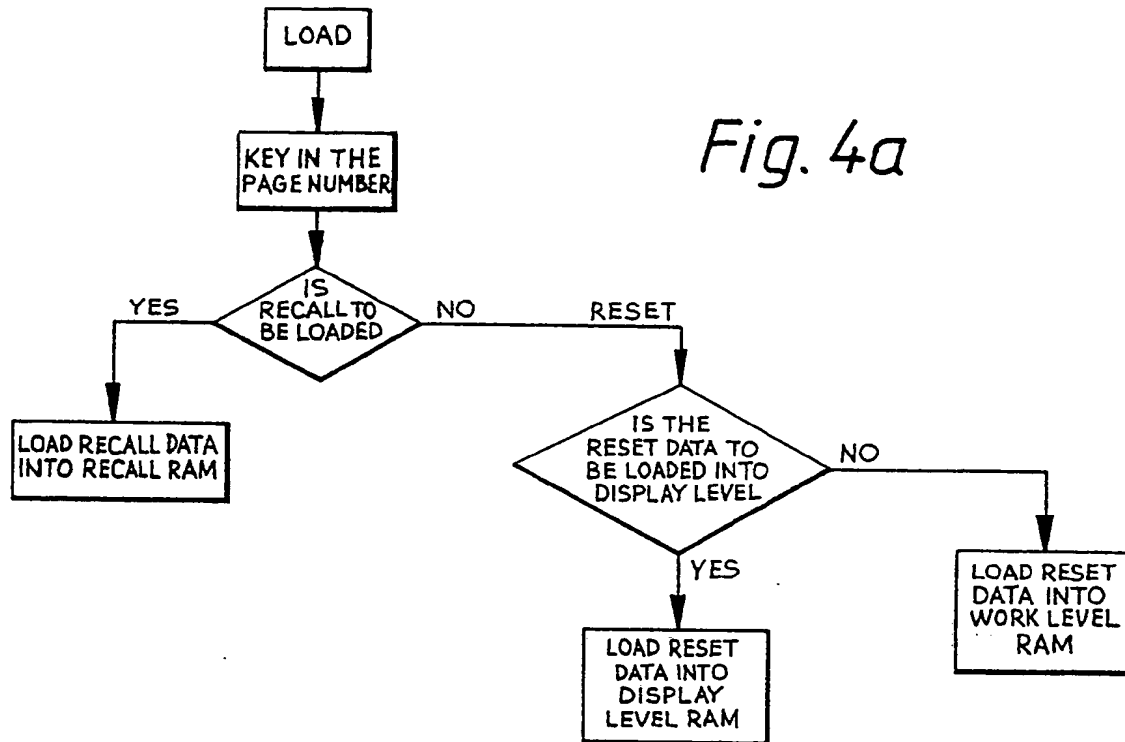 LOAD
Fig. 4a
KEY IN THE
PAGE NUMBER
IS
RECALL TO
BE LOADED
YES
NO
RESET
LOAD RECALL DATA
INTO RECALL RAM
IS THE
RESET DATA TO
BE LOADED INTO
DISPLAY LEVEL
NO
YES
LOAD RESET
DATA INTO
WORK LEVEL
RAM
LOAD RESET
DATA INTO
DISPLAY
LEVEL RAM